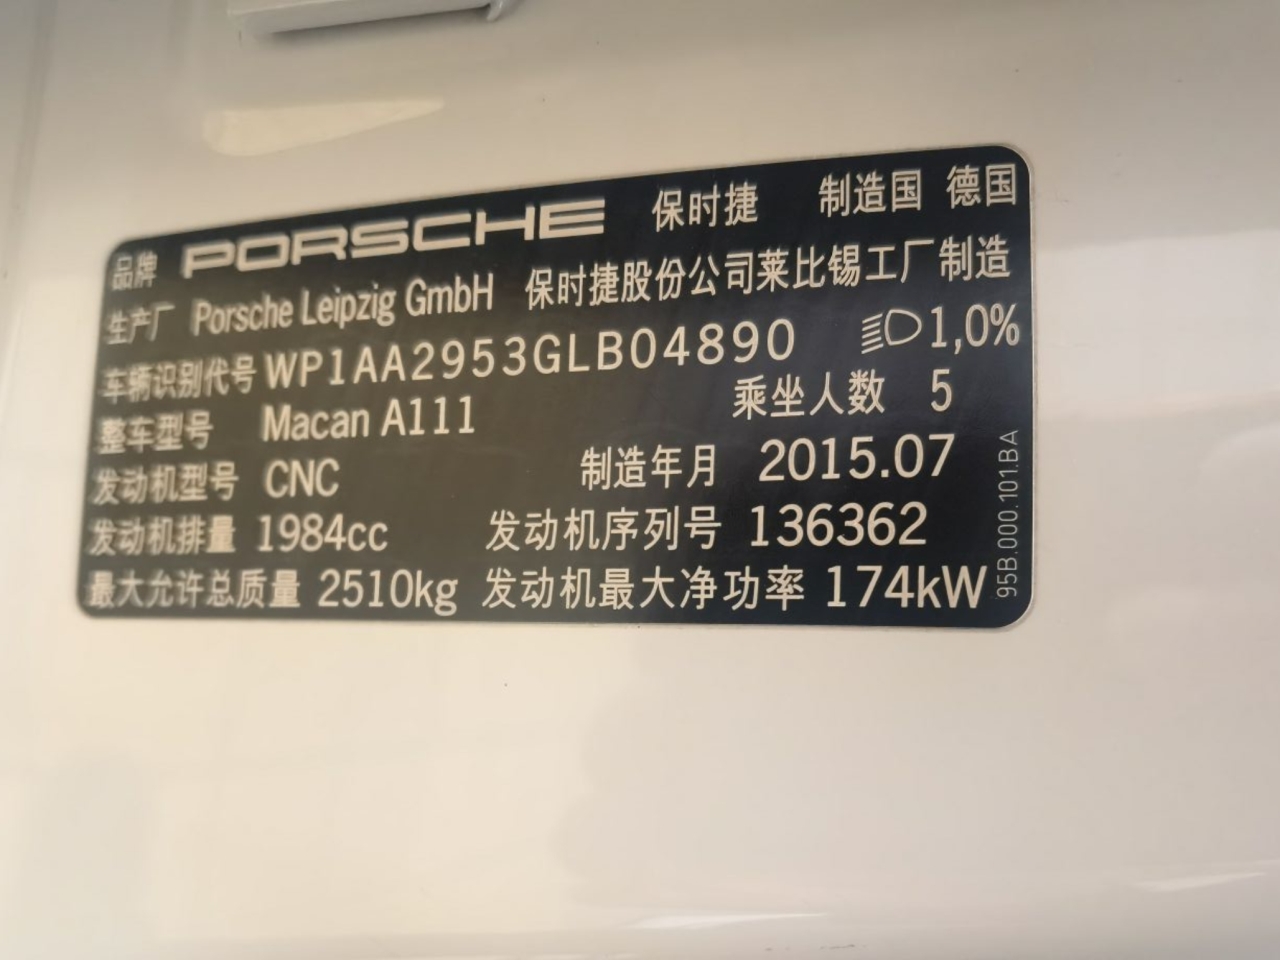 品牌 PORSCHE 保时捷 制造国 德国
生产厂 Porsche Leipzig GmbH 保时捷股份公司莱比锡工厂制造
车辆识别代号 WP1AA2953GLB04890 1,0%
整车型号 Macan A111 乘坐人数 5
发动机型号 CNC 制造年月 2015.07
发动机排量 1984cc 发动机序列号 136362
最大允许总质量 2510kg 发动机最大净功率 174kW
95B.000.101.BA